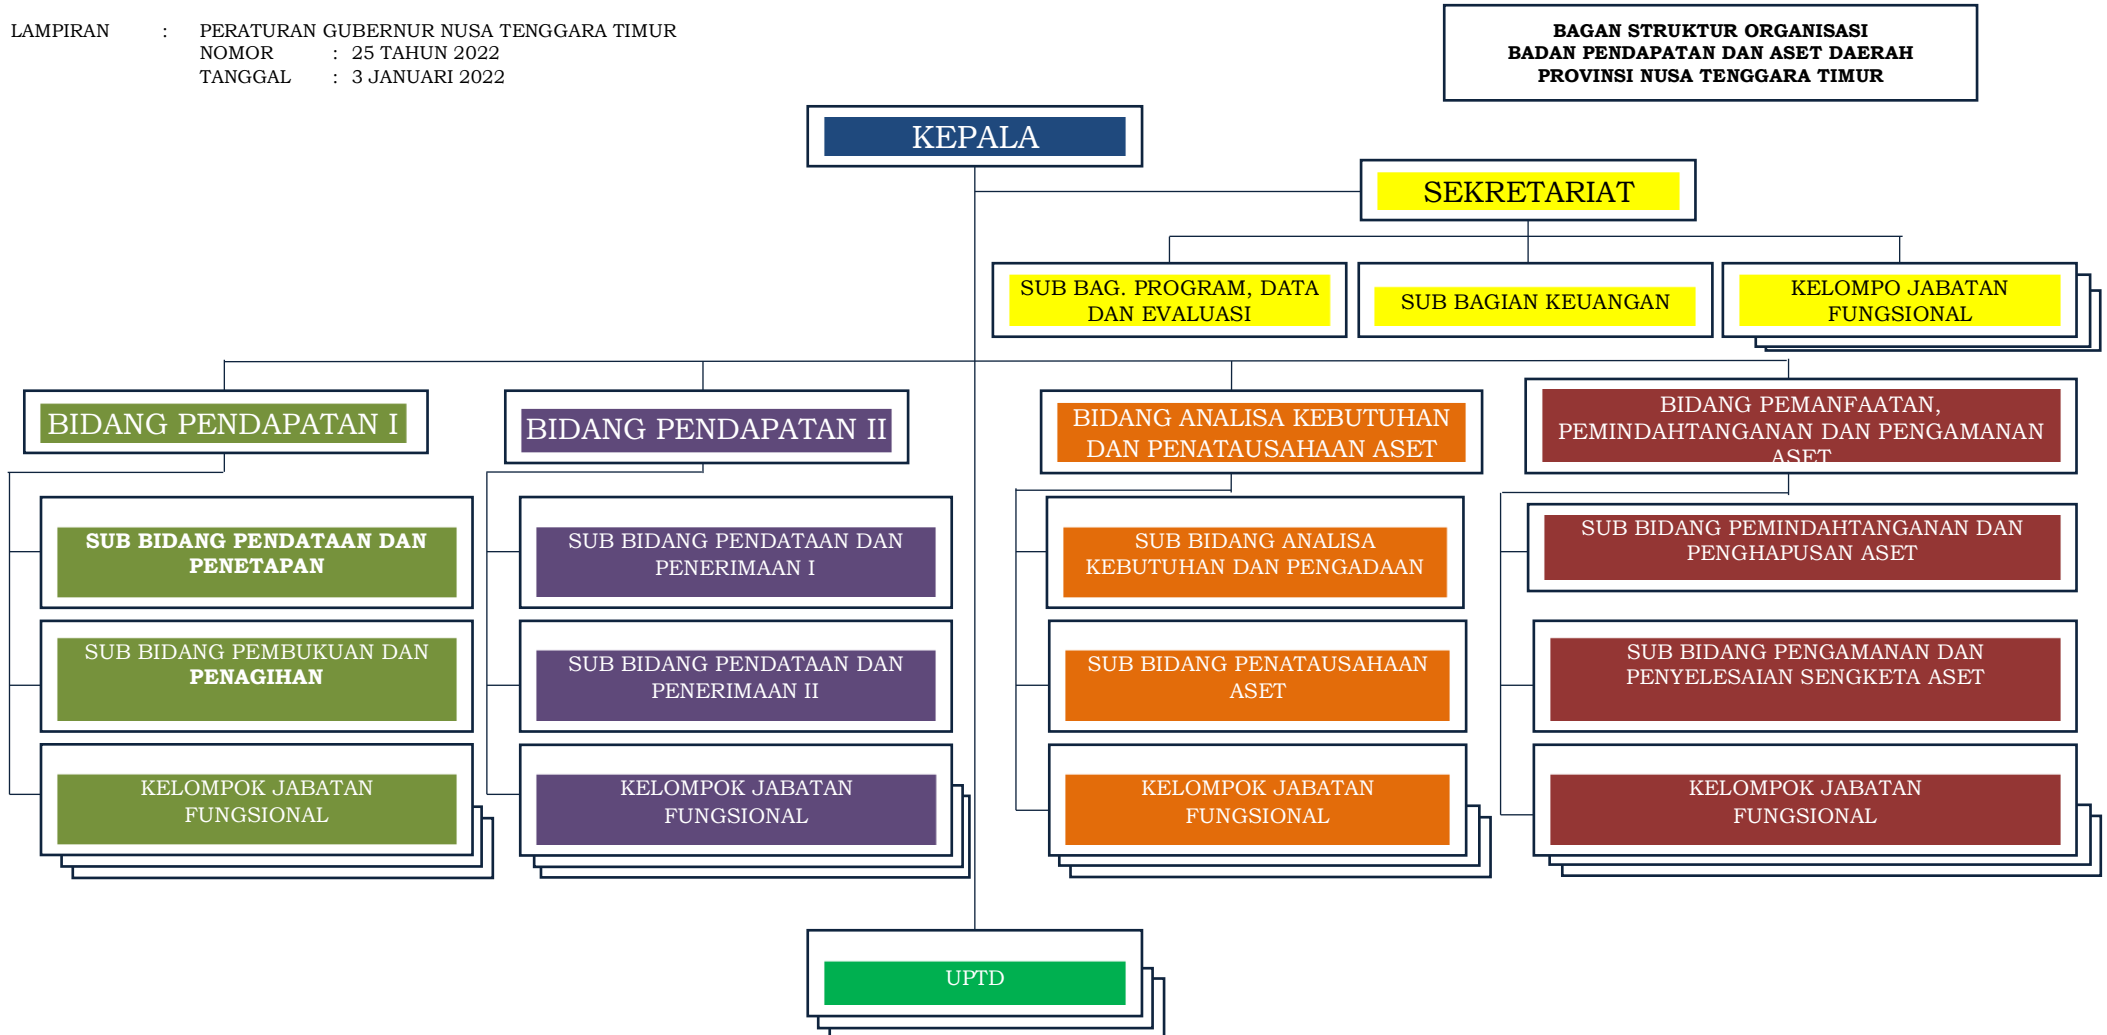 LAMPIRAN : PERATURAN GUBERNUR NUSA TENGGARA TIMUR
NOMOR : 25 TAHUN 2022
TANGGAL : 3 JANUARI 2022
BAGAN STRUKTUR ORGANISASI
BADAN PENDAPATAN DAN ASET DAERAH
PROVINSI NUSA TENGGARA TIMUR
KEPALA
SEKRETARIAT
SUB BAG. PROGRAM, DATA
DAN EVALUASI
SUB BAGIAN KEUANGAN
KELOMPO JABATAN
FUNGSIONAL
BIDANG PENDAPATAN I
BIDANG PENDAPATAN II
BIDANG ANALISA KEBUTUHAN
DAN PENATAUSAHAAN ASET
BIDANG PEMANFAATAN,
PEMINDAHTANGANAN DAN PENGAMANAN
ASET
SUB BIDANG PENDATAAN DAN
PENETAPAN
SUB BIDANG PENDATAAN DAN
PENERIMAAN I
SUB BIDANG ANALISA
KEBUTUHAN DAN PENGADAAN
SUB BIDANG PEMINDAHTANGANAN DAN
PENGHAPUSAN ASET
SUB BIDANG PEMBUKUAN DAN
PENAGIHAN
SUB BIDANG PENDATAAN DAN
PENERIMAAN II
SUB BIDANG PENATAUSAHAAN
ASET
SUB BIDANG PENGAMANAN DAN
PENYELESAIAN SENGKETA ASET
KELOMPOK JABATAN
FUNGSIONAL
KELOMPOK JABATAN
FUNGSIONAL
KELOMPOK JABATAN
FUNGSIONAL
KELOMPOK JABATAN
FUNGSIONAL
UPTD